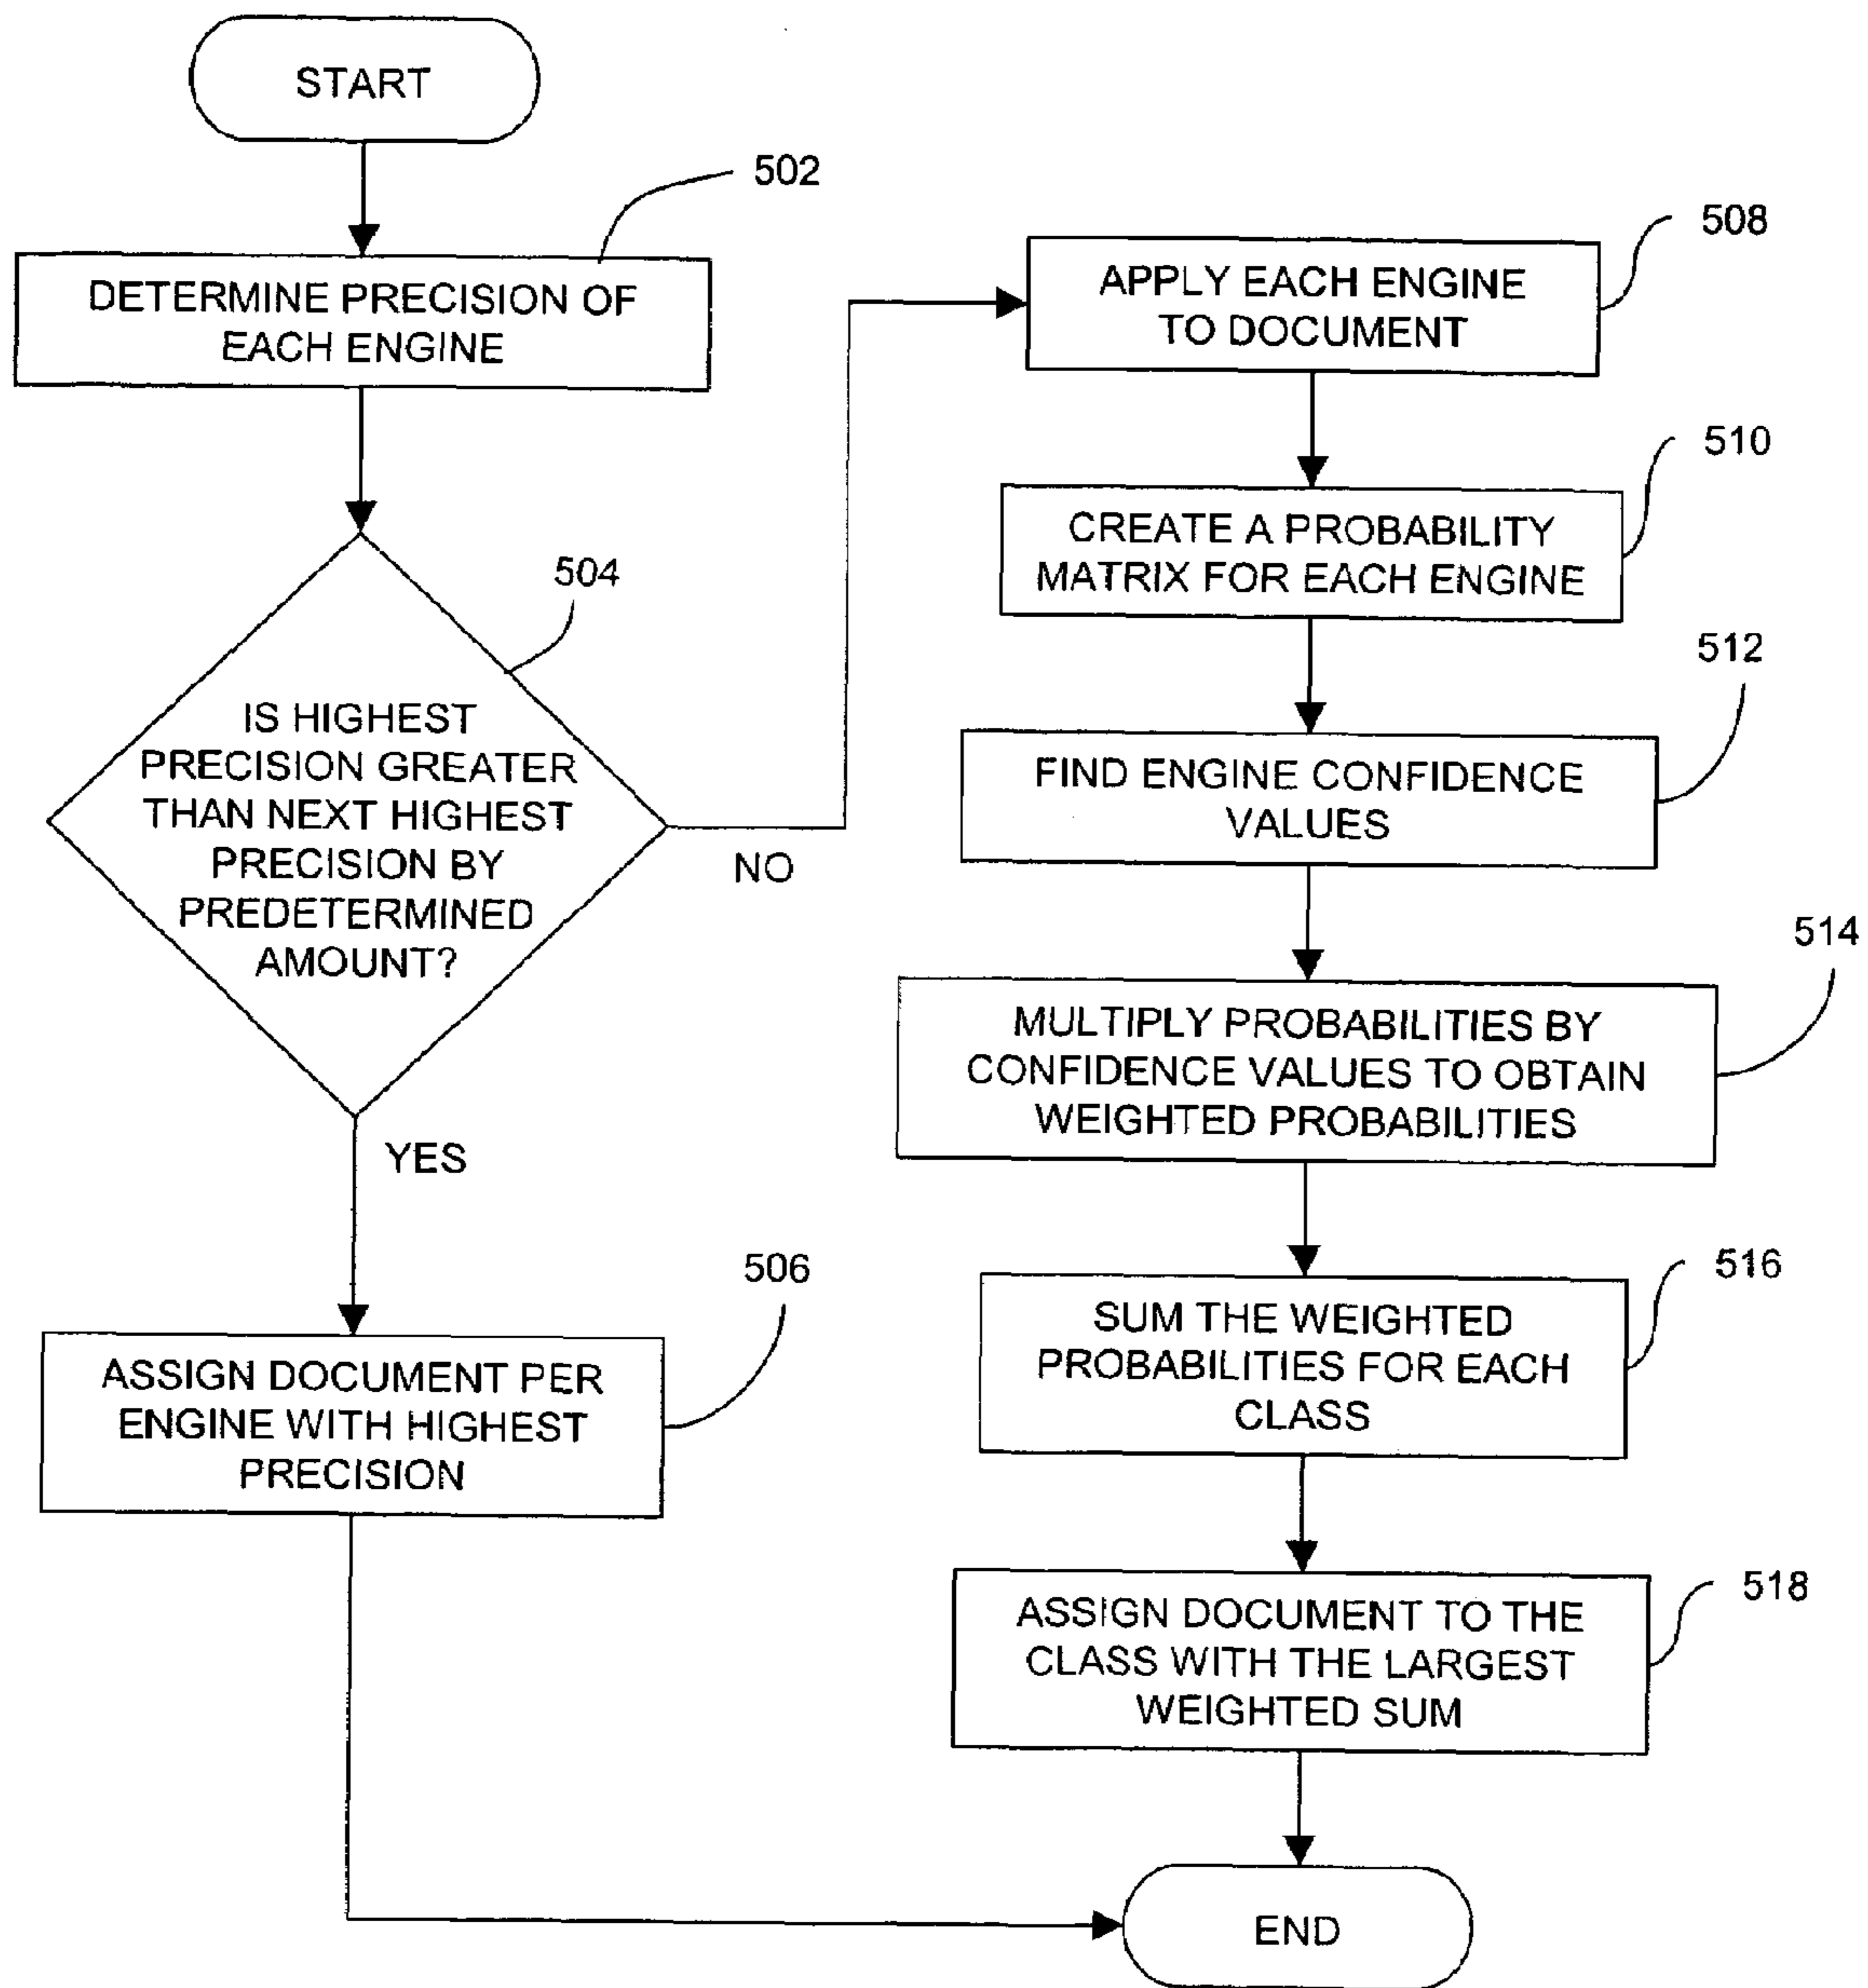 START
502
DETERMINE PRECISION OF
EACH ENGINE
504
IS HIGHEST
PRECISION GREATER
THAN NEXT HIGHEST
PRECISION BY
PREDETERMINED
AMOUNT?
NO
YES
506
ASSIGN DOCUMENT PER
ENGINE WITH HIGHEST
PRECISION
508
APPLY EACH ENGINE
TO DOCUMENT
510
CREATE A PROBABILITY
MATRIX FOR EACH ENGINE
512
FIND ENGINE CONFIDENCE
VALUES
514
MULTIPLY PROBABILITIES BY
CONFIDENCE VALUES TO OBTAIN
WEIGHTED PROBABILITIES
516
SUM THE WEIGHTED
PROBABILITIES FOR EACH
CLASS
518
ASSIGN DOCUMENT TO THE
CLASS WITH THE LARGEST
WEIGHTED SUM
END